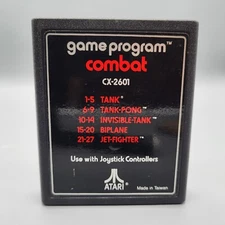 game program™
combat
CX-2601
1-5 TANK*
6-9 TANK-PONG™
10-14 INVISIBLE-TANK™
15-20 BIPLANE
21-27 JET-FIGHTER™
Use with Joystick Controllers
ATARI®
Made in Taiwan